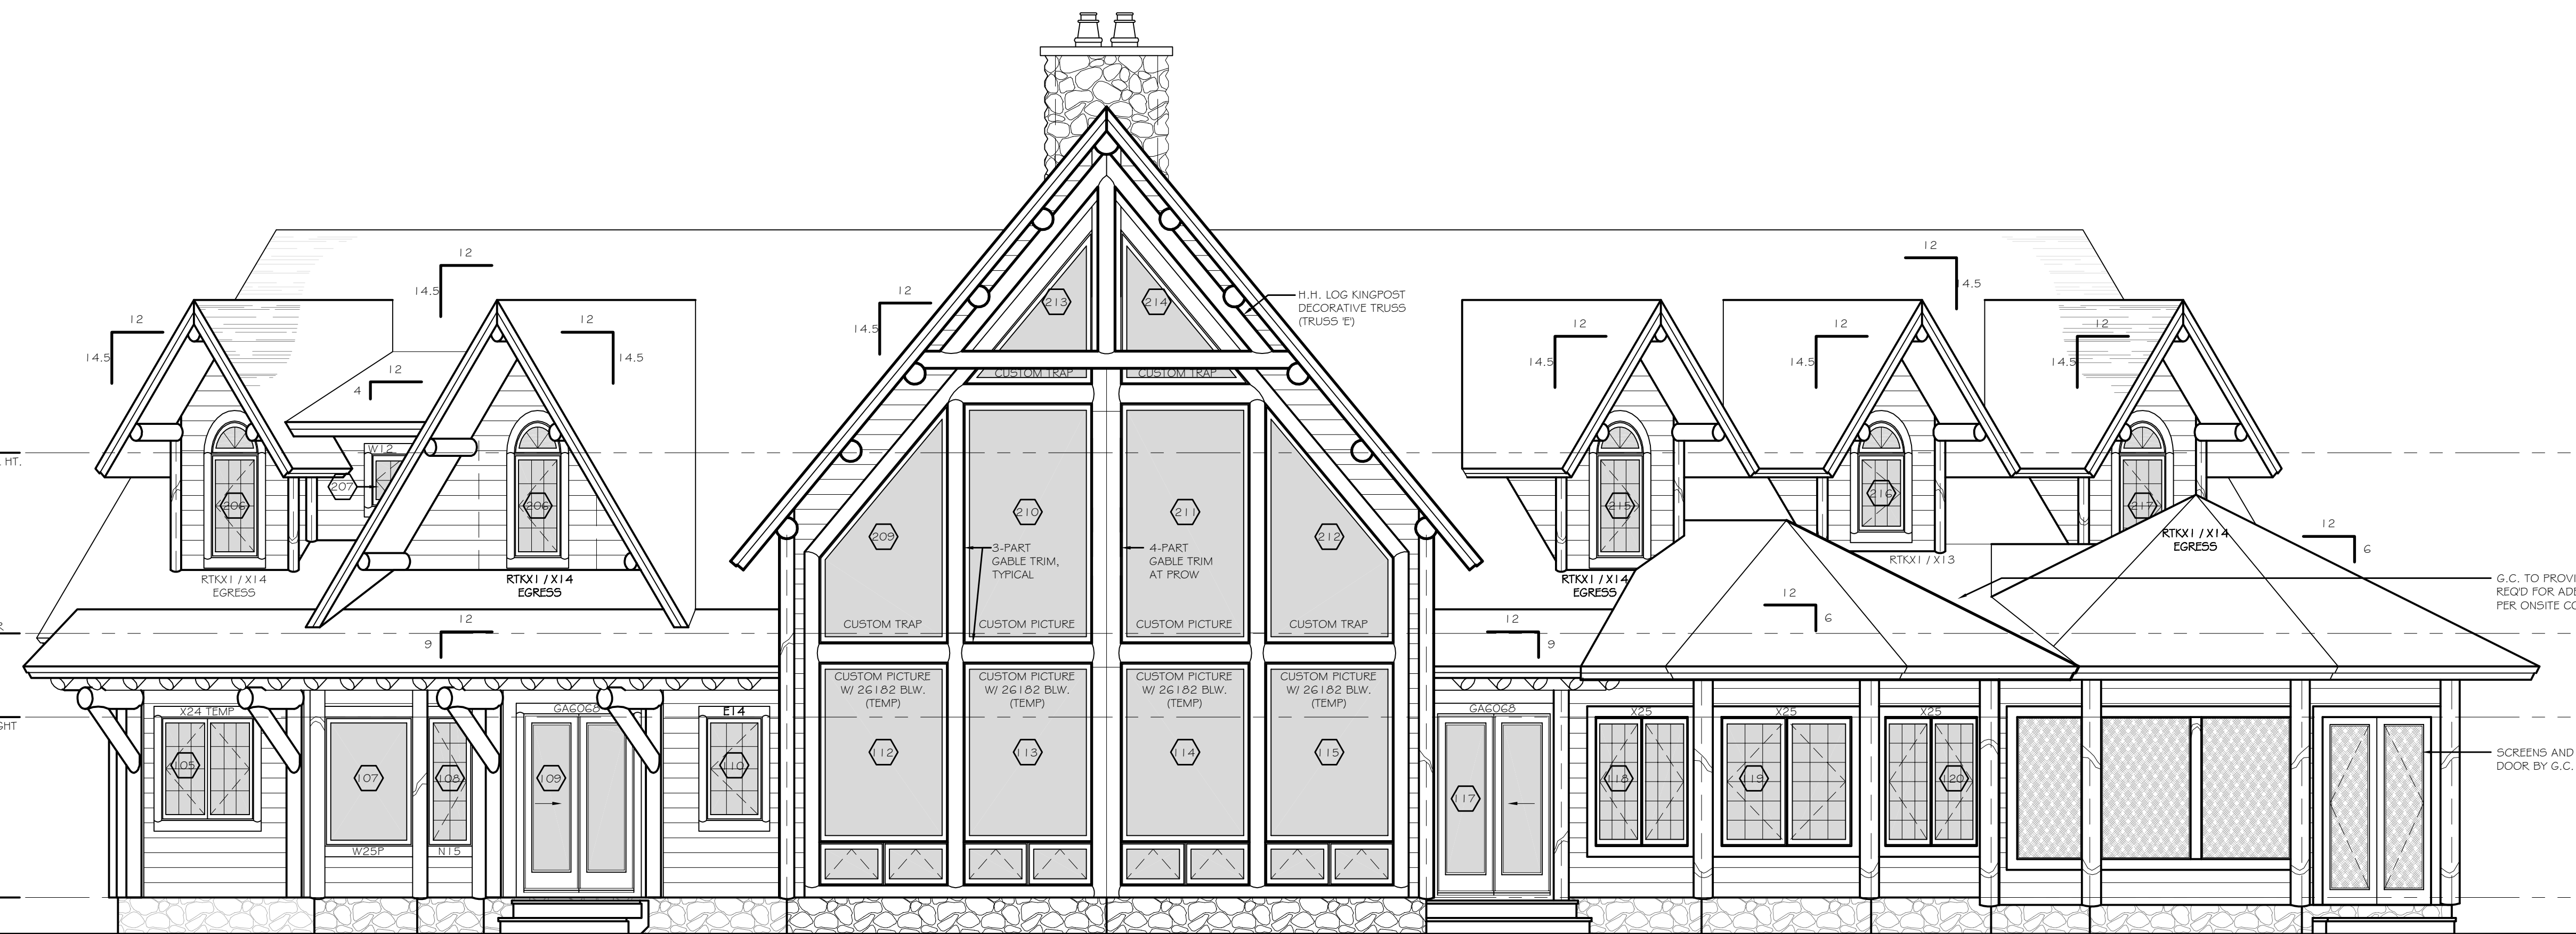 12
14.5
12
14.5
12
14.5
12
4
12
14.5
12
14.5
12
14.5
12
14.5
12
14.5
12
14.5
213
214
H.H. LOG KINGPOST
DECORATIVE TRUSS
(TRUSS 'E')
CUSTOM TRAP
CUSTOM TRAP
HT.
W12
207
206
206
209
210
211
212
215
216
217
3-PART
GABLE TRIM,
TYPICAL
4-PART
GABLE TRIM
AT PROW
RTKX1 / X14
EGRESS
RTKX1 / X14
EGRESS
RTKX1 / X14
EGRESS
RTKX1 / X13
RTKX1 / X14
EGRESS
12
6
12
6
12
9
12
9
G.C. TO PROVI
REQ'D FOR ADE
PER ONSITE CO
R
CUSTOM TRAP
CUSTOM PICTURE
CUSTOM PICTURE
CUSTOM TRAP
CUSTOM PICTURE
W/ 26182 BLW.
(TEMP)
CUSTOM PICTURE
W/ 26182 BLW.
(TEMP)
CUSTOM PICTURE
W/ 26182 BLW.
(TEMP)
CUSTOM PICTURE
W/ 26182 BLW.
(TEMP)
GHT
X24 TEMP
GA6068
E14
GA6068
X25
X25
X25
105
107
108
109
110
112
113
114
115
117
118
119
120
W25P
N15
SCREENS AND
DOOR BY G.C.